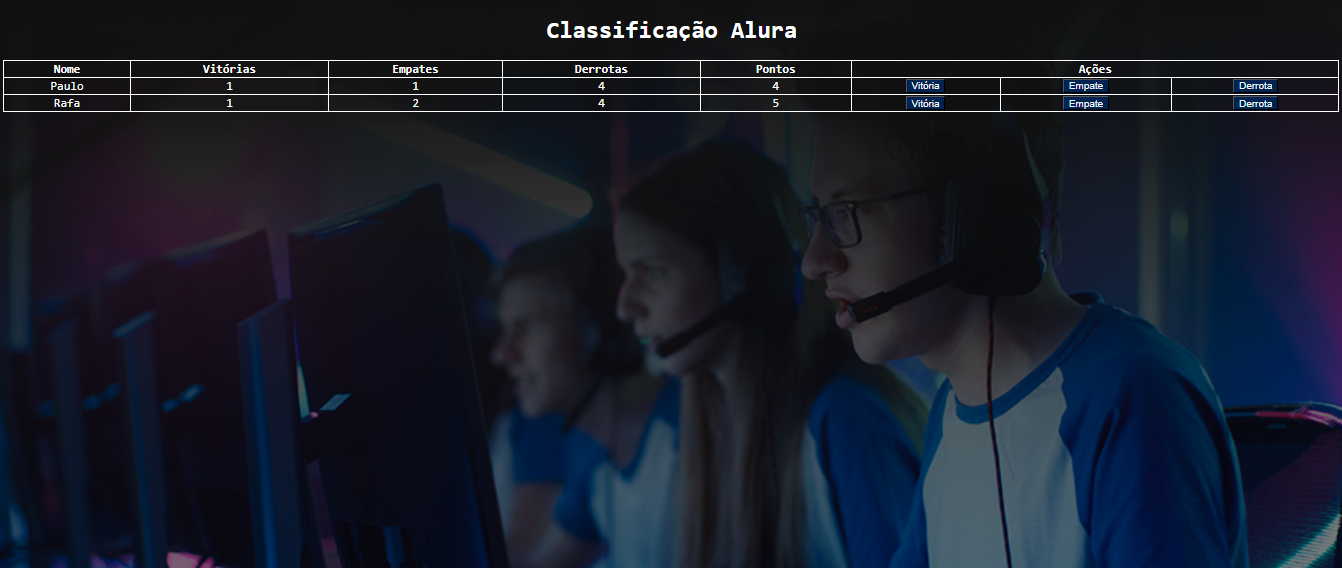 Classificação Alura
Nome Vitórias Empates Derrotas Pontos Ações
Paulo 1 1 4 4 Vitória Empate Derrota
Rafa 1 2 4 5 Vitória Empate Derrota